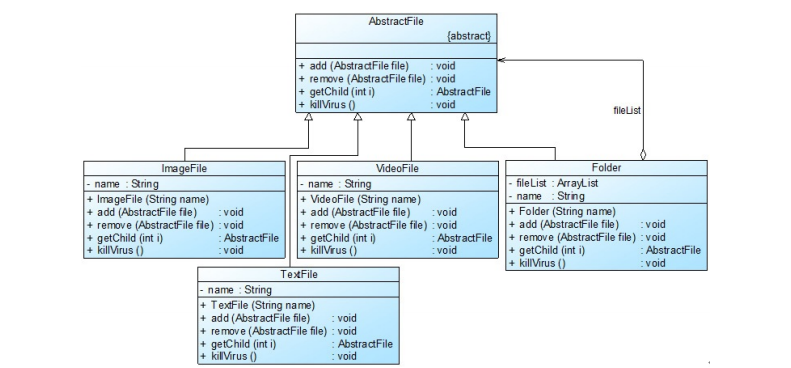 AbstractFile
{abstract}
+ add (AbstractFile file) : void
+ remove (AbstractFile file) : void
+ getChild (int i) : AbstractFile
+ killVirus () : void
fileList
ImageFile
- name : String
+ ImageFile (String name)
+ add (AbstractFile file) : void
+ remove (AbstractFile file) : void
+ getChild (int i) : AbstractFile
+ killVirus () : void
VideoFile
- name : String
+ VideoFile (String name)
+ add (AbstractFile file) : void
+ remove (AbstractFile file) : void
+ getChild (int i) : AbstractFile
+ killVirus () : void
Folder
- fileList : ArrayList
- name : String
+ Folder (String name)
+ add (AbstractFile file) : void
+ remove (AbstractFile file) : void
+ getChild (int i) : AbstractFile
+ killVirus () : void
TextFile
- name : String
+ TextFile (String name)
+ add (AbstractFile file) : void
+ remove (AbstractFile file) : void
+ getChild (int i) : AbstractFile
+ killVirus () : void